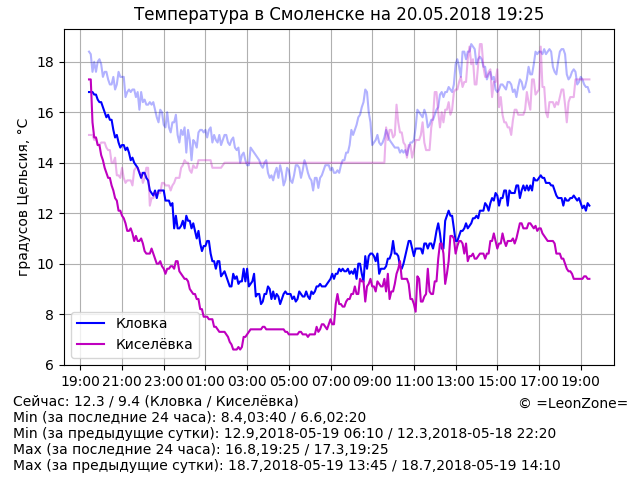 Температура в Смоленске на 20.05.2018 19:25
градусов Цельсия, °C
18
16
14
12
10
8
6
Кловка
Киселёвка
19:00 21:00 23:00 01:00 03:00 05:00 07:00 09:00 11:00 13:00 15:00 17:00 19:00
Сейчас: 12.3 / 9.4 (Кловка / Киселёвка)
© =LeonZone=
Min (за последние 24 часа): 8.4,03:40 / 6.6,02:20
Min (за предыдущие сутки): 12.9,2018-05-19 06:10 / 12.3,2018-05-18 22:20
Max (за последние 24 часа): 16.8,19:25 / 17.3,19:25
Max (за предыдущие сутки): 18.7,2018-05-19 13:45 / 18.7,2018-05-19 14:10